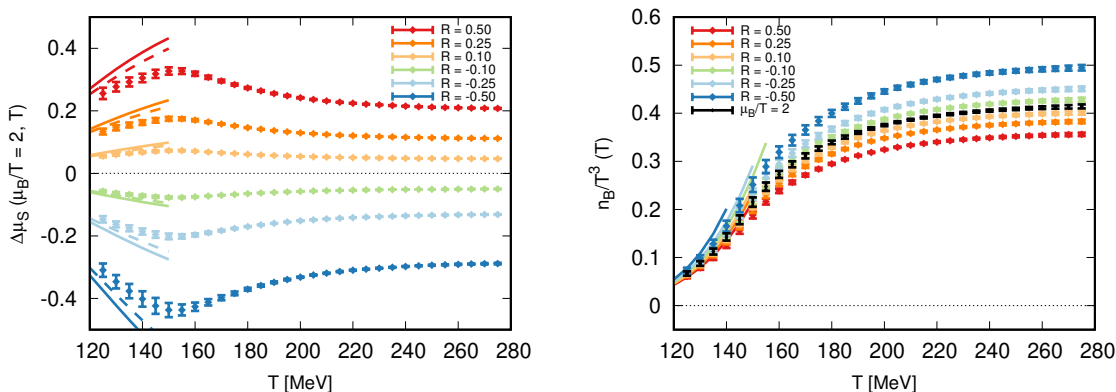 0.4
0.2
0
-0.2
-0.4
Δμ_S (μ_B/T = 2, T)
R = 0.50
R = 0.25
R = 0.10
R = -0.10
R = -0.25
R = -0.50
120 140 160 180 200 220 240 260 280
T [MeV]
0.6
0.5
0.4
0.3
0.2
0.1
0
n_B/T^3 (T)
R = 0.50
R = 0.25
R = 0.10
R = -0.10
R = -0.25
R = -0.50
μ_B/T = 2
120 140 160 180 200 220 240 260 280
T [MeV]